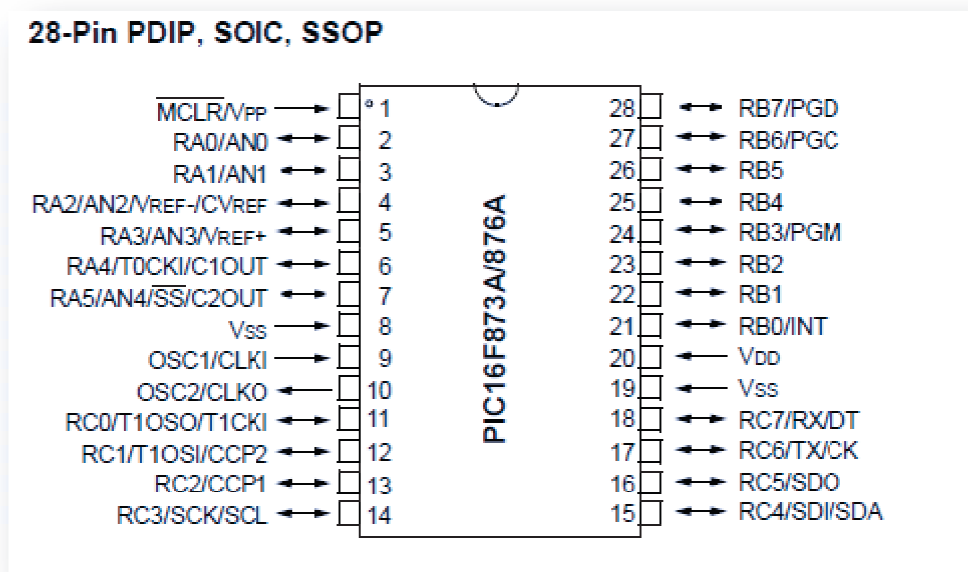 28-Pin PDIP, SOIC, SSOP
MCLR/VPP 1 28 RB7/PGD
RA0/AN0 2 27 RB6/PGC
RA1/AN1 3 26 RB5
RA2/AN2/VREF-/CVREF 4 25 RB4
RA3/AN3/VREF+ 5 24 RB3/PGM
RA4/T0CKI/C1OUT 6 23 RB2
RA5/AN4/SS/C2OUT 7 22 RB1
VSS 8 21 RB0/INT
OSC1/CLKI 9 20 VDD
OSC2/CLKO 10 19 VSS
RC0/T1OSO/T1CKI 11 18 RC7/RX/DT
RC1/T1OSI/CCP2 12 17 RC6/TX/CK
RC2/CCP1 13 16 RC5/SDO
RC3/SCK/SCL 14 15 RC4/SDI/SDA
PIC16F873A/876A